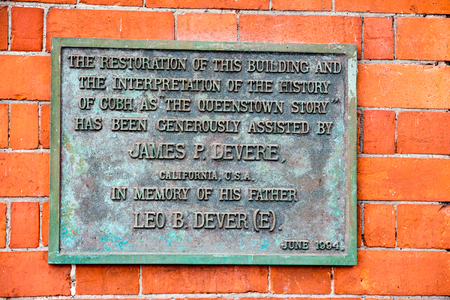 THE RESTORATION OF THIS BUILDING AND
THE INTERPRETATION OF THE HISTORY
OF COBH, AS "THE QUEENSTOWN STORY"
HAS BEEN GENEROUSLY ASSISTED BY
JAMES P. DEVERE,
CALIFORNIA, U.S.A.
IN MEMORY OF HIS FATHER
LEO. B. DEVER(E).
JUNE 1994.